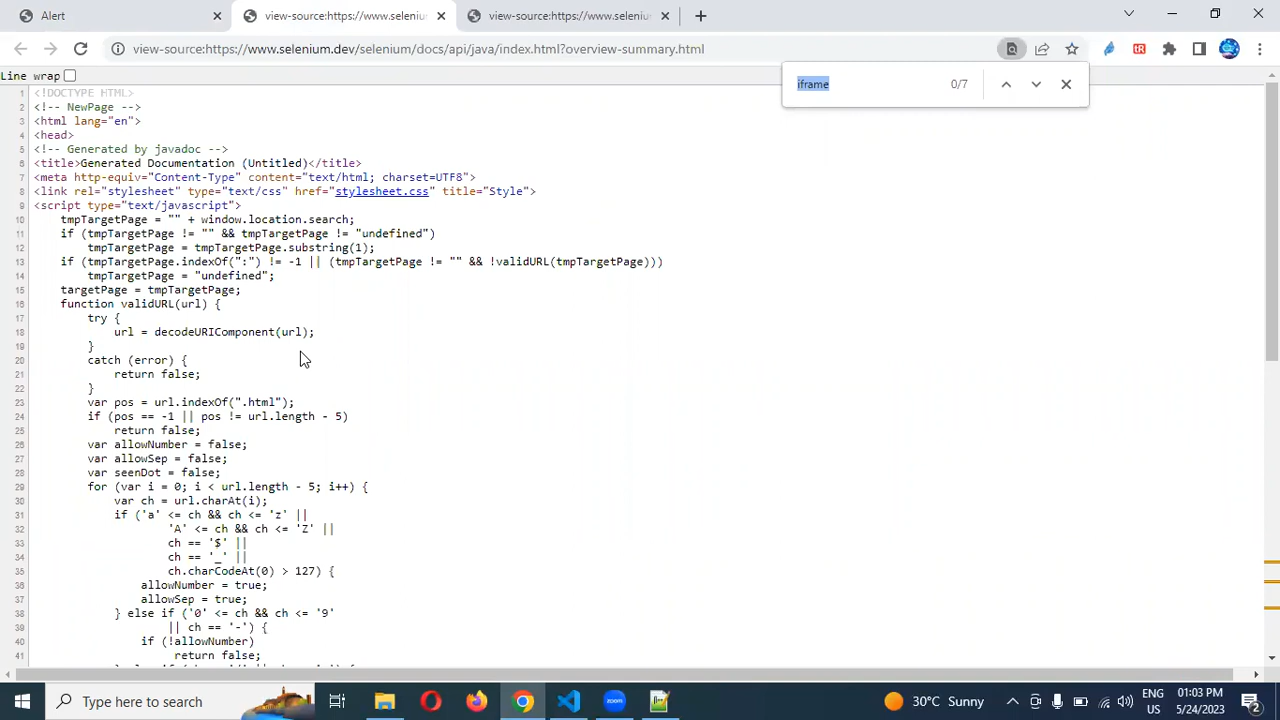 Alert
view-source:https://www.seleniu
view-source:https://www.seleniu
view-source:https://www.selenium.dev/selenium/docs/api/java/index.html?overview-summary.html
tR
Line wrap
iframe 0/7
1 <!DOCTYPE HTML>
2 <!-- NewPage -->
3 <html lang="en">
4 <head>
5 <!-- Generated by javadoc -->
6 <title>Generated Documentation (Untitled)</title>
7 <meta http-equiv="Content-Type" content="text/html; charset=UTF8">
8 <link rel="stylesheet" type="text/css" href="stylesheet.css" title="Style">
9 <script type="text/javascript">
10 tmpTargetPage = "" + window.location.search;
11 if (tmpTargetPage != "" && tmpTargetPage != "undefined")
12 tmpTargetPage = tmpTargetPage.substring(1);
13 if (tmpTargetPage.indexOf(":") != -1 || (tmpTargetPage != "" && !validURL(tmpTargetPage)))
14 tmpTargetPage = "undefined";
15 targetPage = tmpTargetPage;
16 function validURL(url) {
17 try {
18 url = decodeURIComponent(url);
19 }
20 catch (error) {
21 return false;
22 }
23 var pos = url.indexOf(".html");
24 if (pos == -1 || pos != url.length - 5)
25 return false;
26 var allowNumber = false;
27 var allowSep = false;
28 var seenDot = false;
29 for (var i = 0; i < url.length - 5; i++) {
30 var ch = url.charAt(i);
31 if ('a' <= ch && ch <= 'z' ||
32 'A' <= ch && ch <= 'Z' ||
33 ch == '$' ||
34 ch == '_' ||
35 ch.charCodeAt(0) > 127) {
36 allowNumber = true;
37 allowSep = true;
38 } else if ('0' <= ch && ch <= '9'
39 || ch == '-') {
40 if (!allowNumber)
41 return false;
Type here to search
zoom
30°C Sunny
ENG
US
01:03 PM
5/24/2023
2